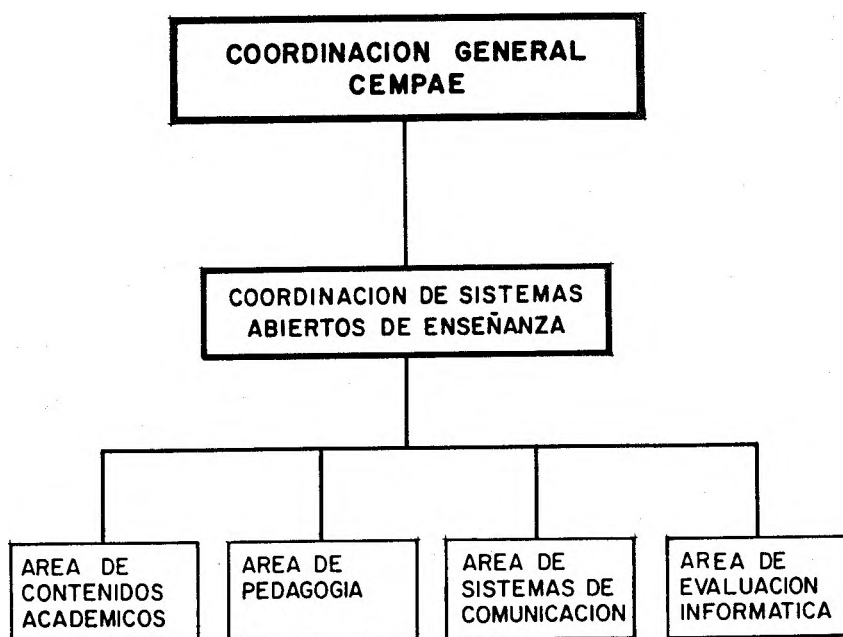 COORDINACION GENERAL
CEMPAE
COORDINACION DE SISTEMAS
ABIERTOS DE ENSEÑANZA
AREA DE
CONTENIDOS
ACADEMICOS
AREA DE
PEDAGOGIA
AREA DE
SISTEMAS DE
COMUNICACION
AREA DE
EVALUACION
INFORMATICA